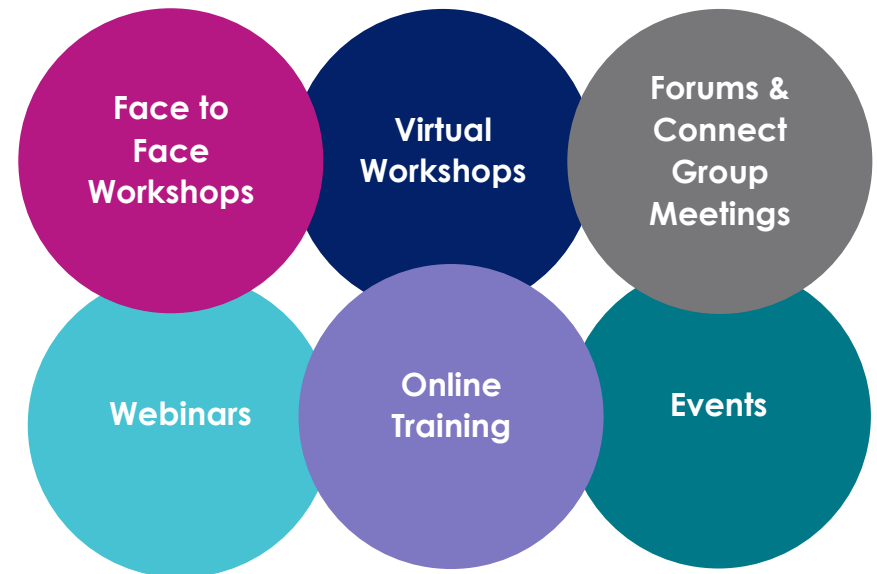 Face to
Face
Workshops
Virtual
Workshops
Forums &
Connect
Group
Meetings
Webinars
Online
Training
Events